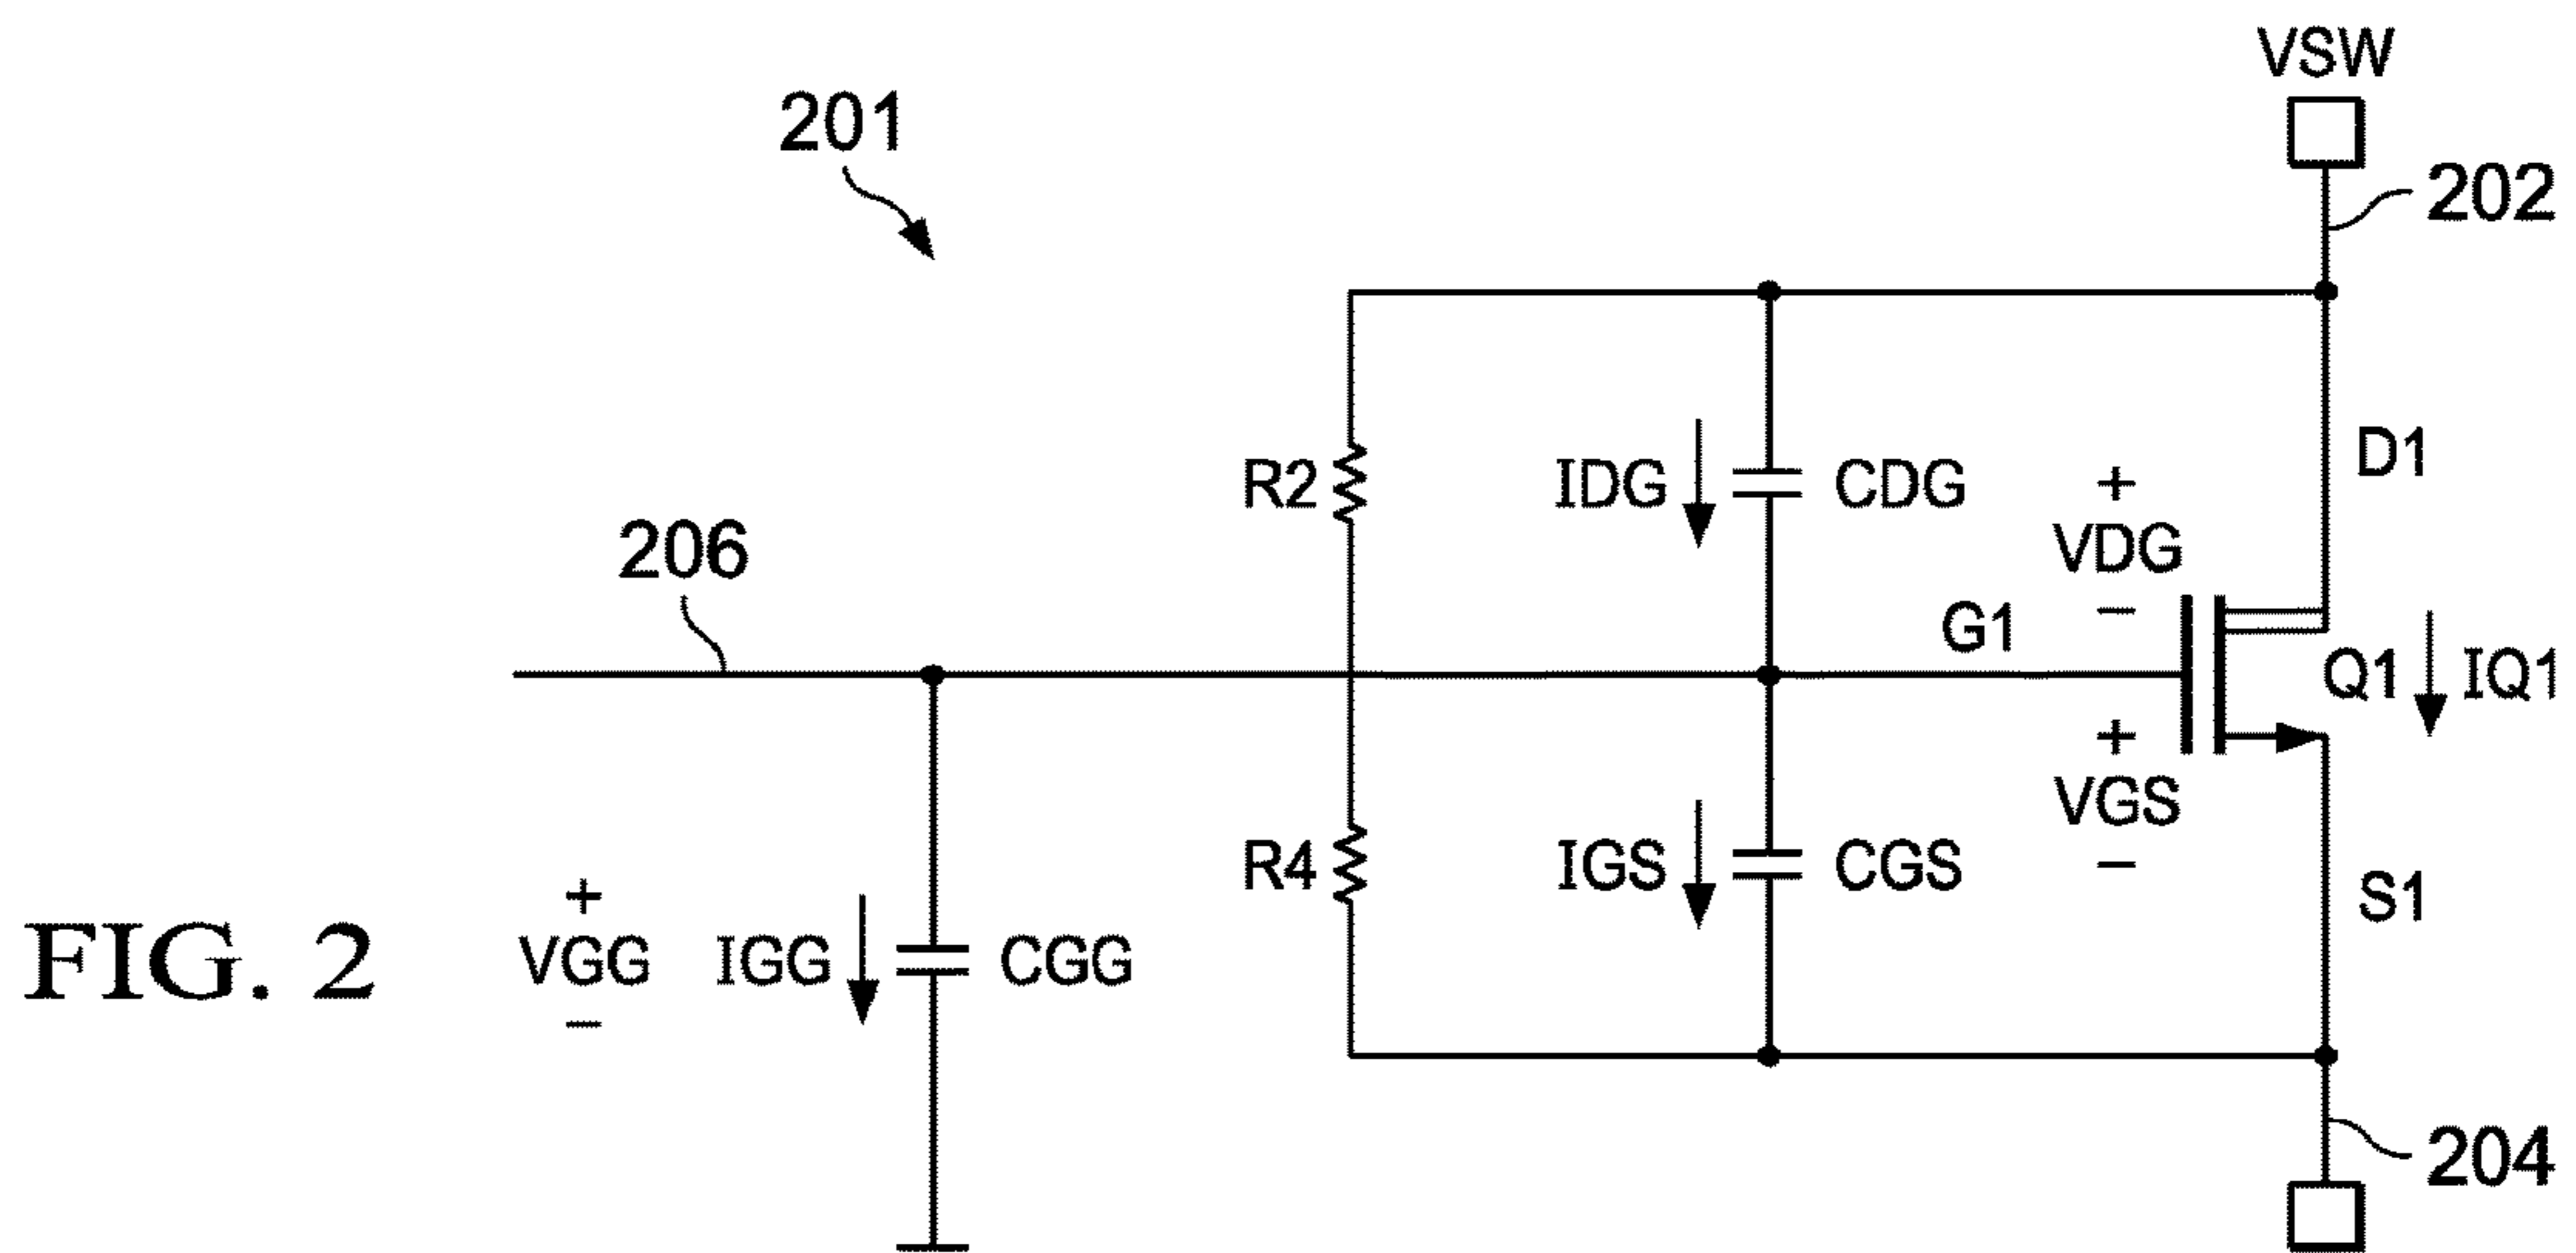 VSW
201
202
D1
R2
IDG
CDG
+
VDG
−
206
G1
Q1
IQ1
+
VGS
−
R4
IGS
CGS
S1
+
VGG
−
IGG
CGG
FIG. 2
204